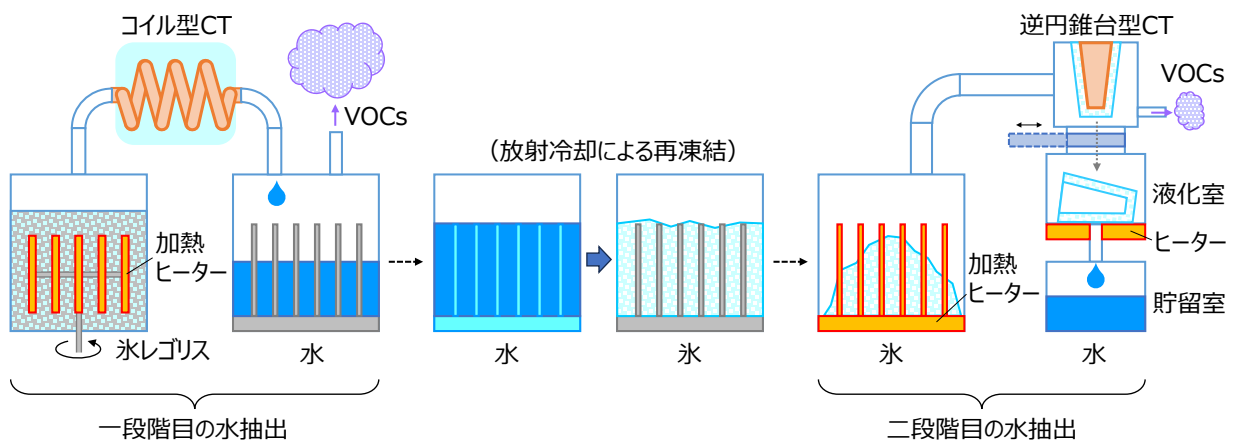 コイル型CT
VOCs
加熱
ヒーター
氷レゴリス
水
一段階目の水抽出
(放射冷却による再凍結)
水
氷
逆円錐台型CT
VOCs
液化室
ヒーター
加熱
ヒーター
貯留室
氷
水
二段階目の水抽出